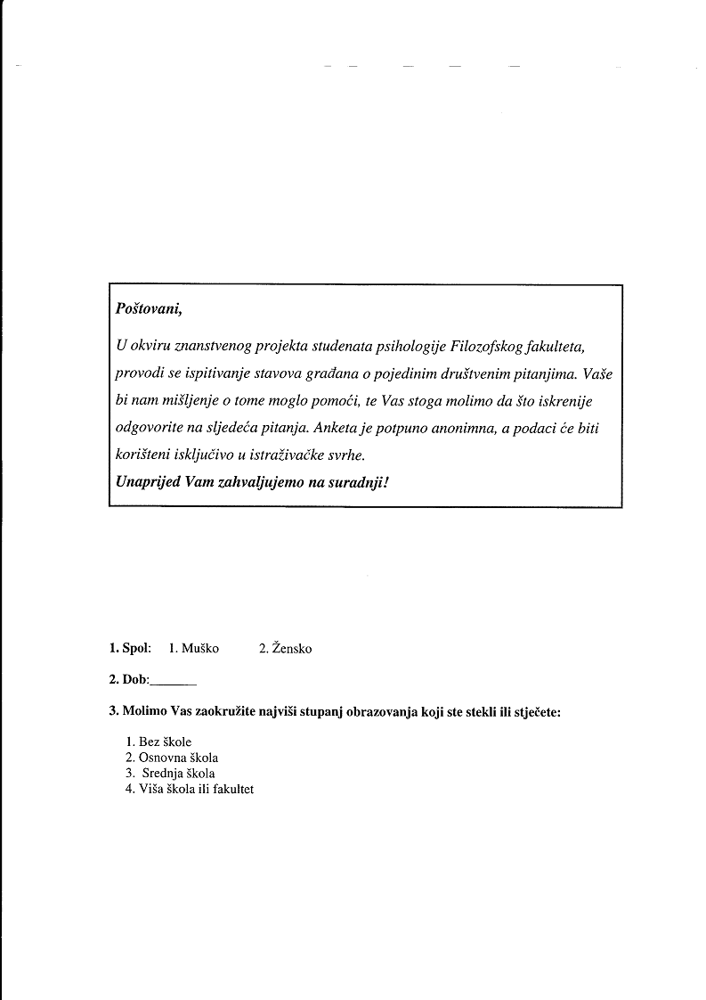 Poštovani,
U okviru znanstvenog projekta studenata psihologije Filozofskog fakulteta,
provodi se ispitivanje stavova građana o pojedinim društvenim pitanjima. Vaše
bi nam mišljenje o tome moglo pomoći, te Vas stoga molimo da što iskrenije
odgovorite na sljedeća pitanja. Anketa je potpuno anonimna, a podaci će biti
korišteni isključivo u istraživačke svrhe.
Unaprijed Vam zahvaljujemo na suradnji!
1. Spol: 1. Muško 2. Žensko
2. Dob:_______
3. Molimo Vas zaokružite najviši stupanj obrazovanja koji ste stekli ili stječete:
1. Bez škole
2. Osnovna škola
3. Srednja škola
4. Viša škola ili fakultet